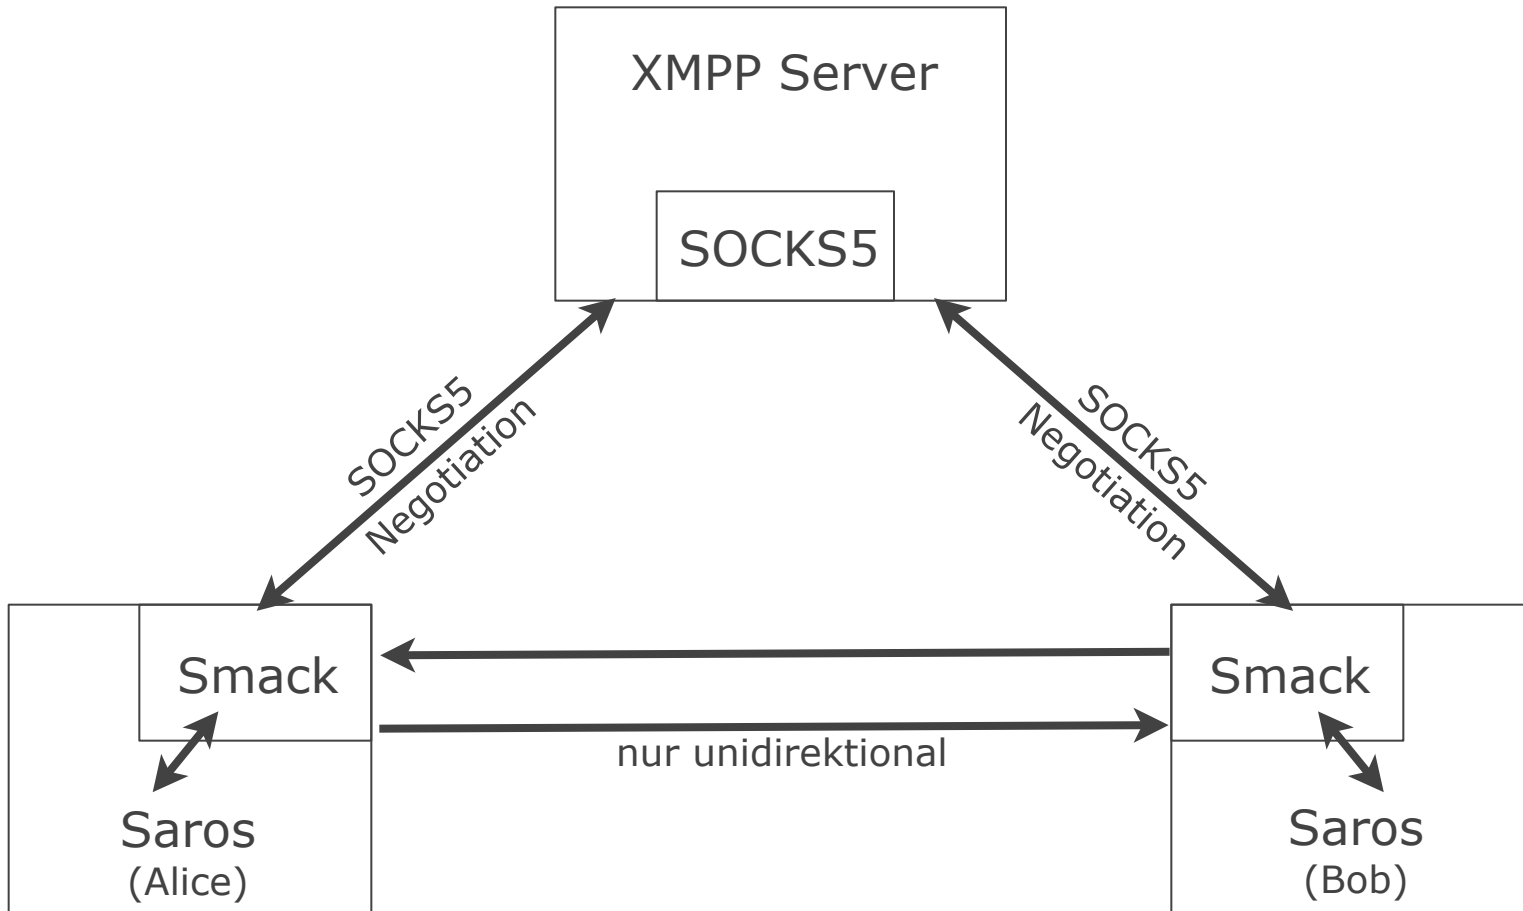 XMPP Server
SOCKS5
SOCKS5
Negotiation
SOCKS5
Negotiation
Smack
Smack
nur unidirektional
Saros
(Alice)
Saros
(Bob)